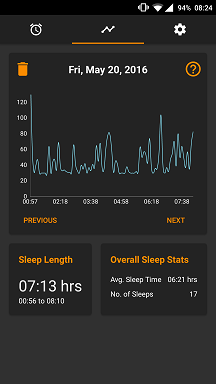 94% 08:24
Fri, May 20, 2016
?
120
100
80
60
40
20
0
00:57 02:18 03:38 04:58 06:18 07:38
PREVIOUS NEXT
Sleep Length
07:13 hrs
00:56 to 08:10
Overall Sleep Stats
Avg. Sleep Time 06:21 hrs
No. of Sleeps 17